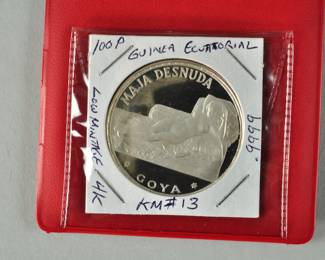 100P GUINEA ECUATORIAL
MAJA DESNUDA
GOYA
LOW MINTAGE 4K
.9999
KM#13